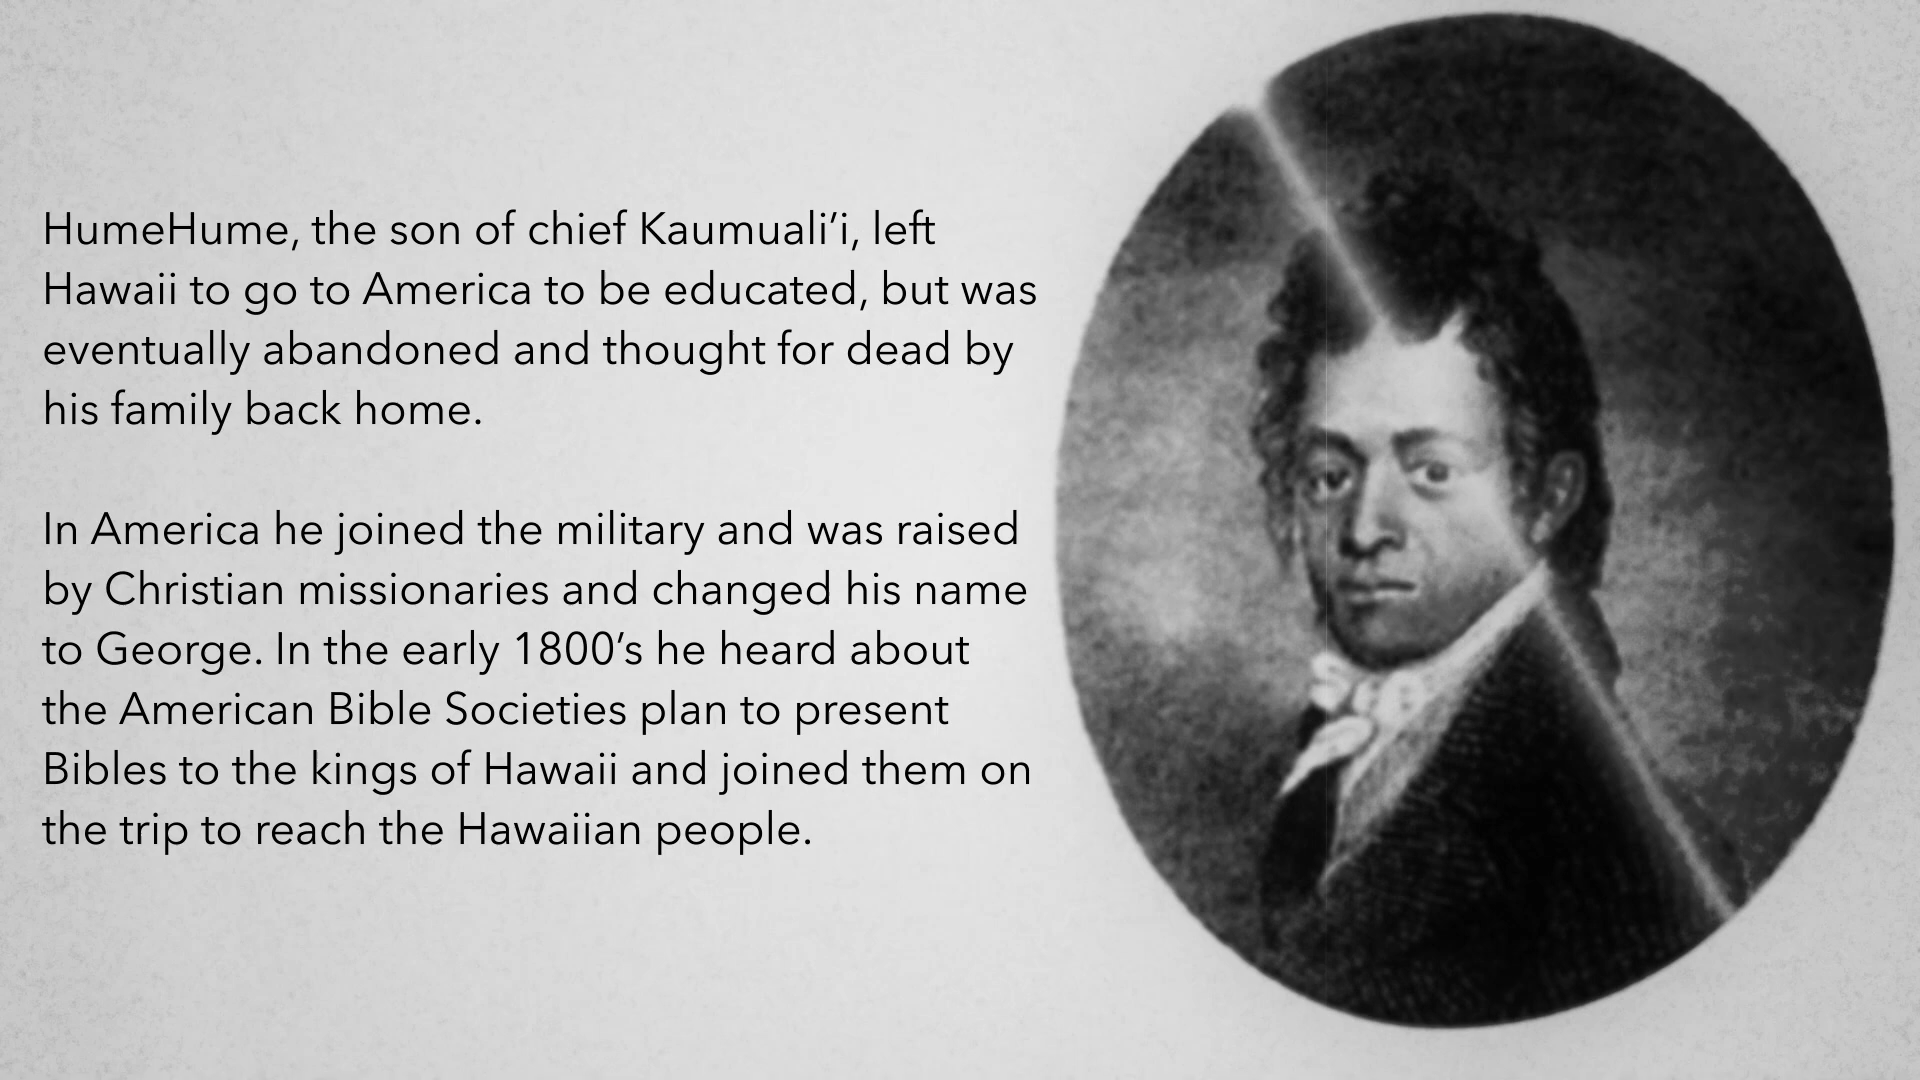 HumeHume, the son of chief Kaumuali’i, left
Hawaii to go to America to be educated, but was
eventually abandoned and thought for dead by
his family back home.
In America he joined the military and was raised
by Christian missionaries and changed his name
to George. In the early 1800’s he heard about
the American Bible Societies plan to present
Bibles to the kings of Hawaii and joined them on
the trip to reach the Hawaiian people.